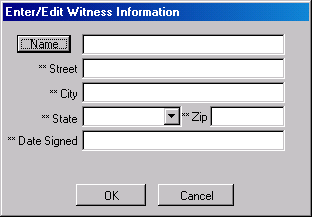 Enter/Edit Witness Information
Name
** Street
** City
** State ** Zip
** Date Signed
OK Cancel